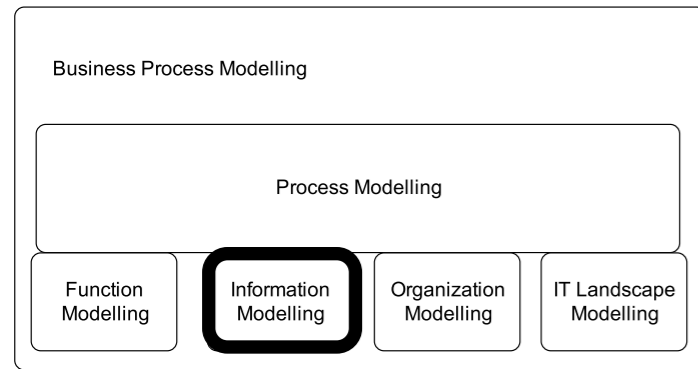 Business Process Modelling
Process Modelling
Function
Modelling
Information
Modelling
Organization
Modelling
IT Landscape
Modelling